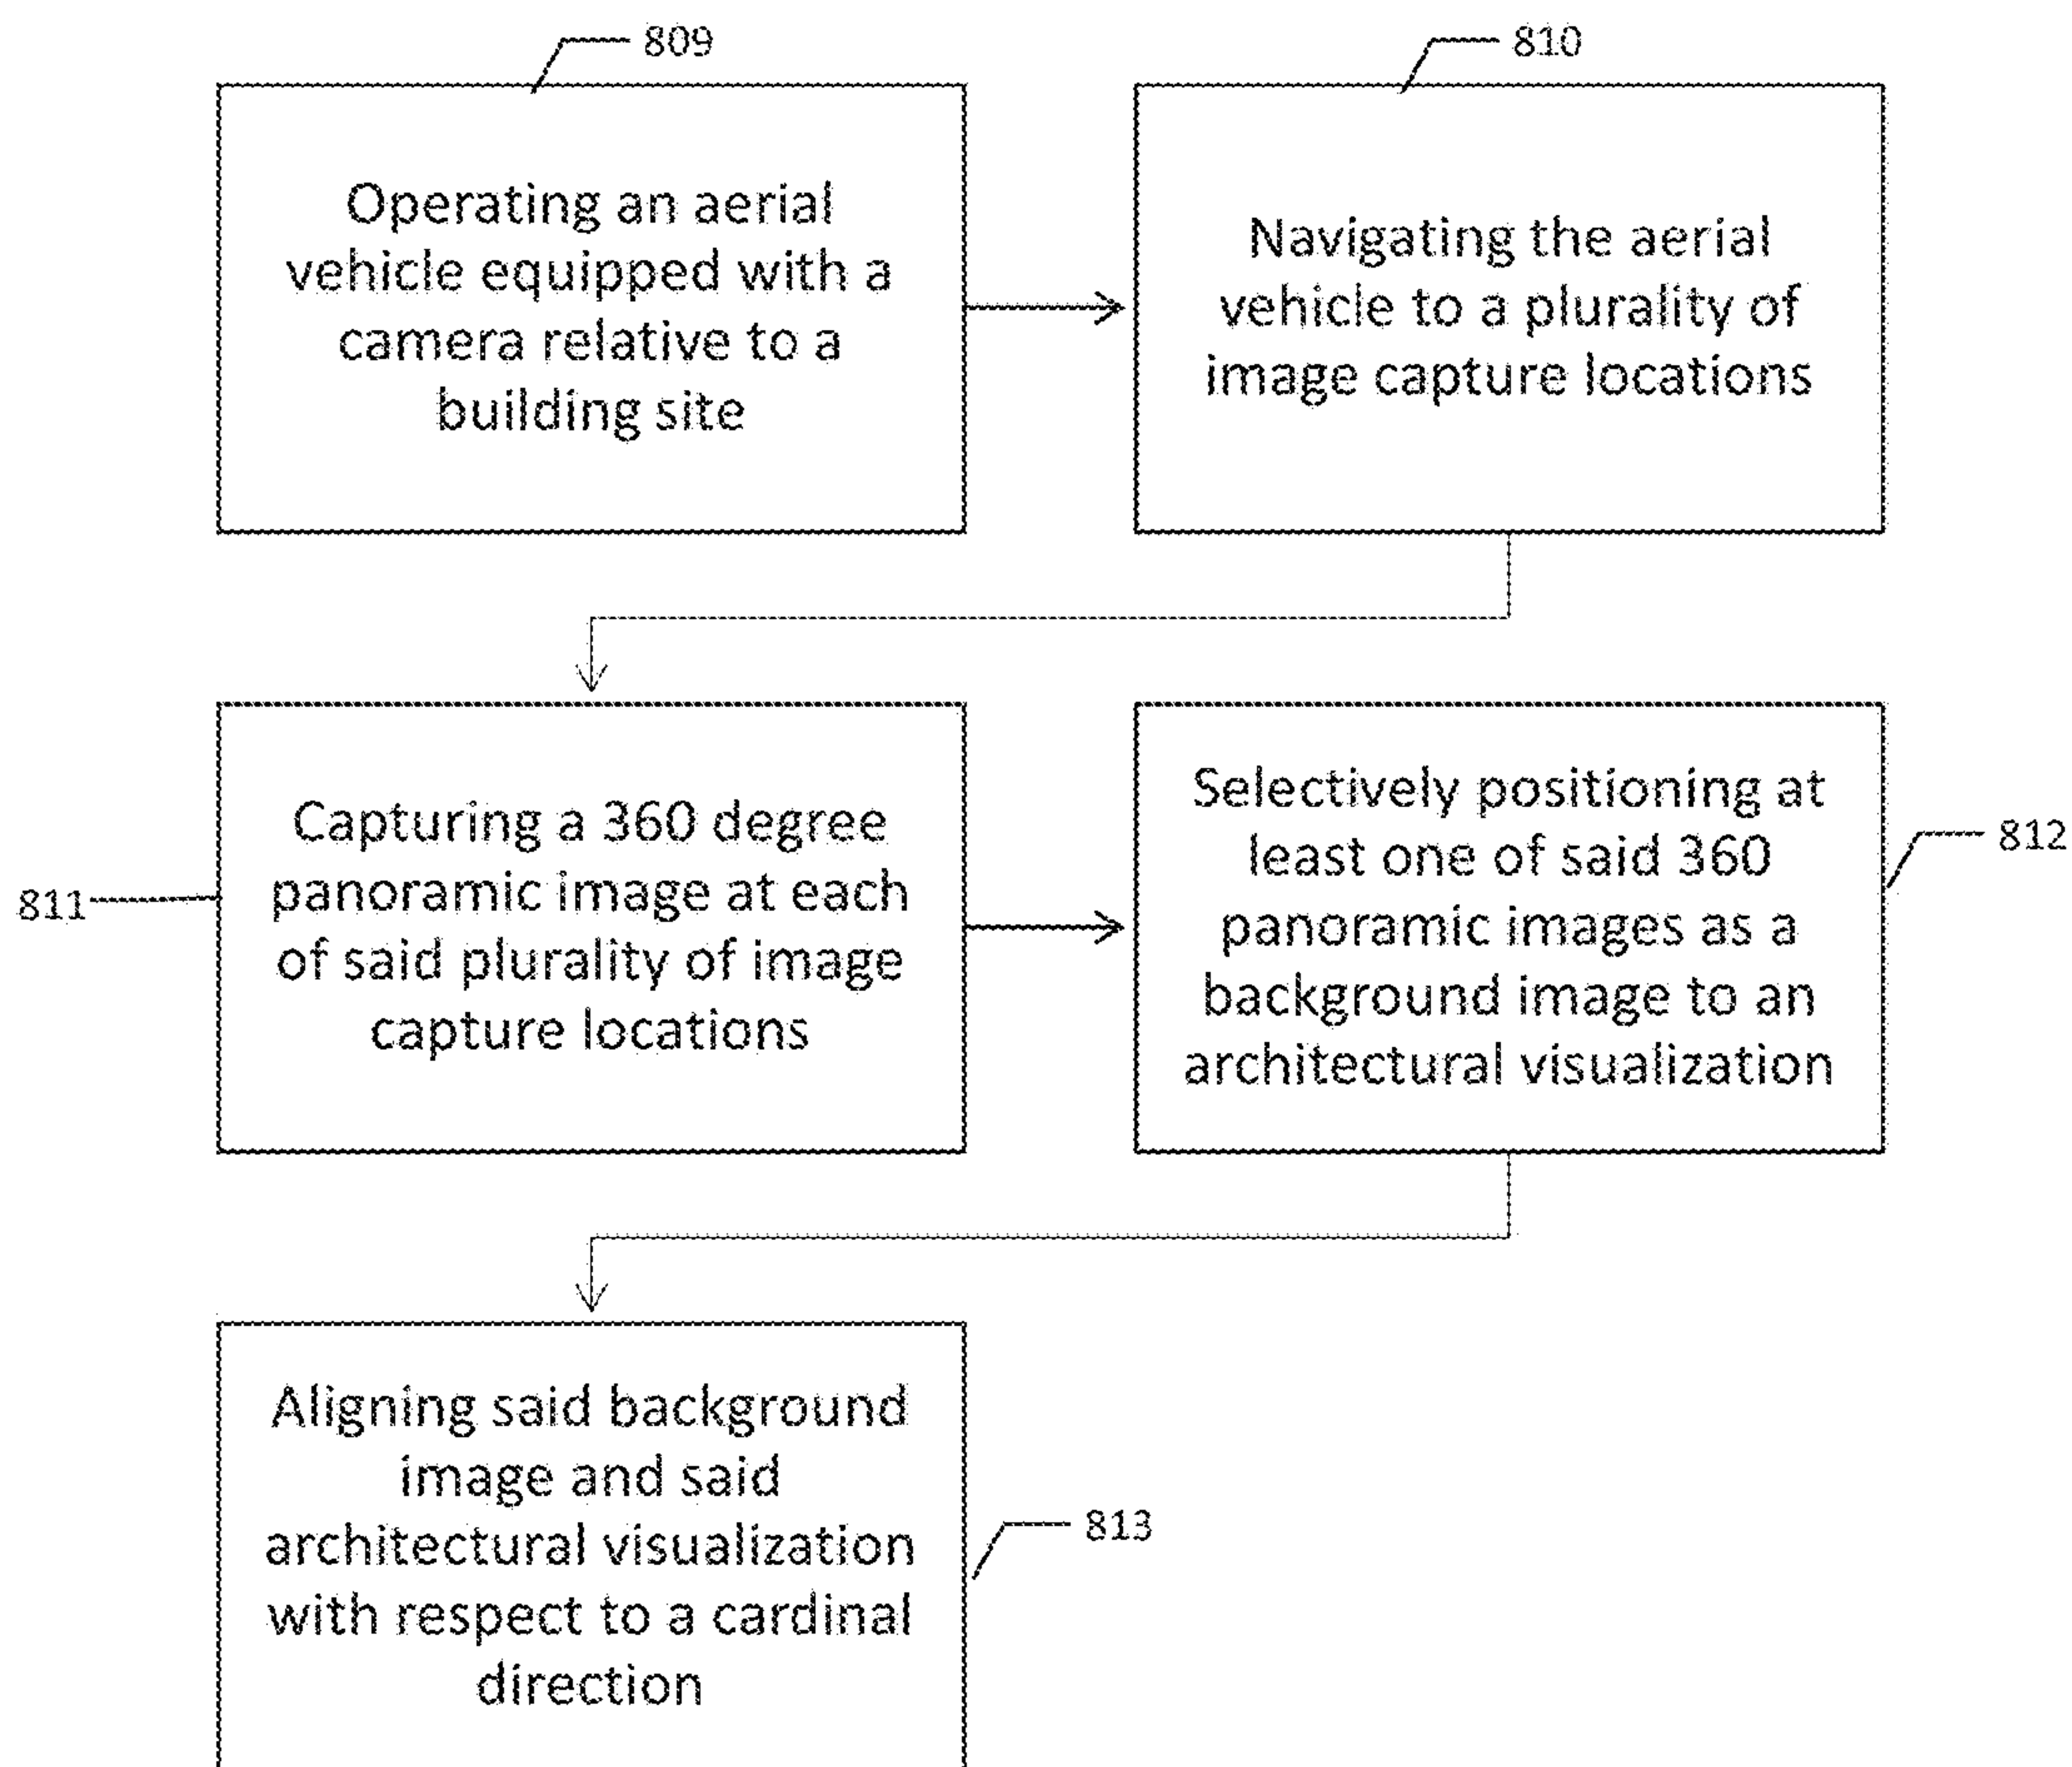 809
Operating an aerial
vehicle equipped with a
camera relative to a
building site
810
Navigating the aerial
vehicle to a plurality of
image capture locations
811
Capturing a 360 degree
panoramic image at each
of said plurality of image
capture locations
812
Selectively positioning at
least one of said 360
panoramic images as a
background image to an
architectural visualization
813
Aligning said background
image and said
architectural visualization
with respect to a cardinal
direction